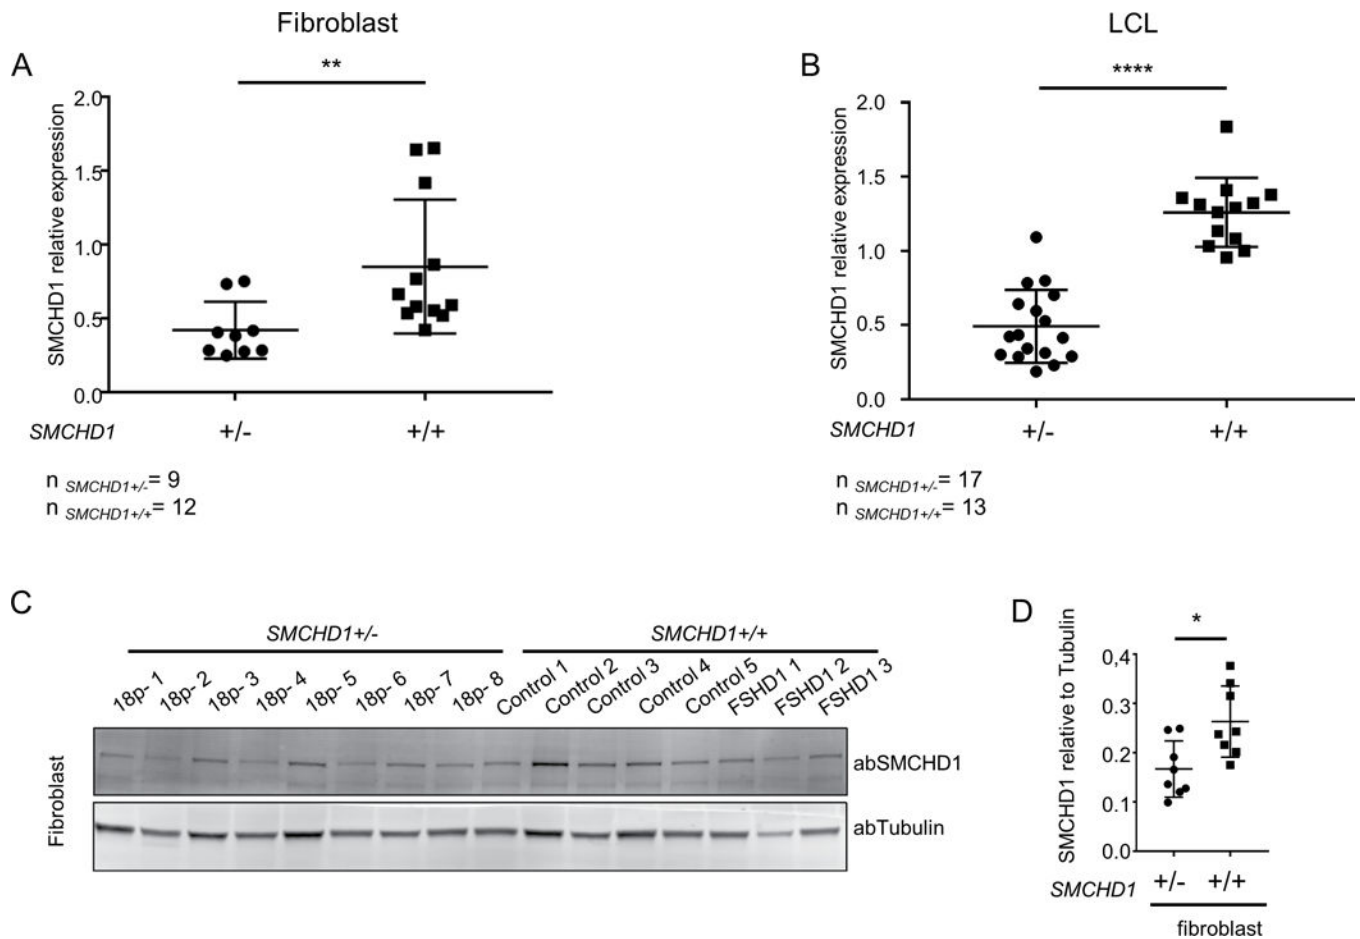 Fibroblast
A
**
SMCHD1 relative expression
2.0
1.5
1.0
0.5
0.0
SMCHD1
+/-
+/+
n SMCHD1+/-= 9
n SMCHD1+/+= 12
LCL
B
****
SMCHD1 relative expression
2.0
1.5
1.0
0.5
0.0
SMCHD1
+/-
+/+
n SMCHD1+/-= 17
n SMCHD1+/+= 13
C
SMCHD1+/-
SMCHD1+/+
18p- 1
18p- 2
18p- 3
18p- 4
18p- 5
18p- 6
18p- 7
18p- 8
Control 1
Control 2
Control 3
Control 4
Control 5
FSHD1 1
FSHD1 2
FSHD1 3
Fibroblast
abSMCHD1
abTubulin
D
*
SMCHD1 relative to Tubulin
0.4
0.3
0.2
0.1
0.0
SMCHD1
+/-
+/+
fibroblast